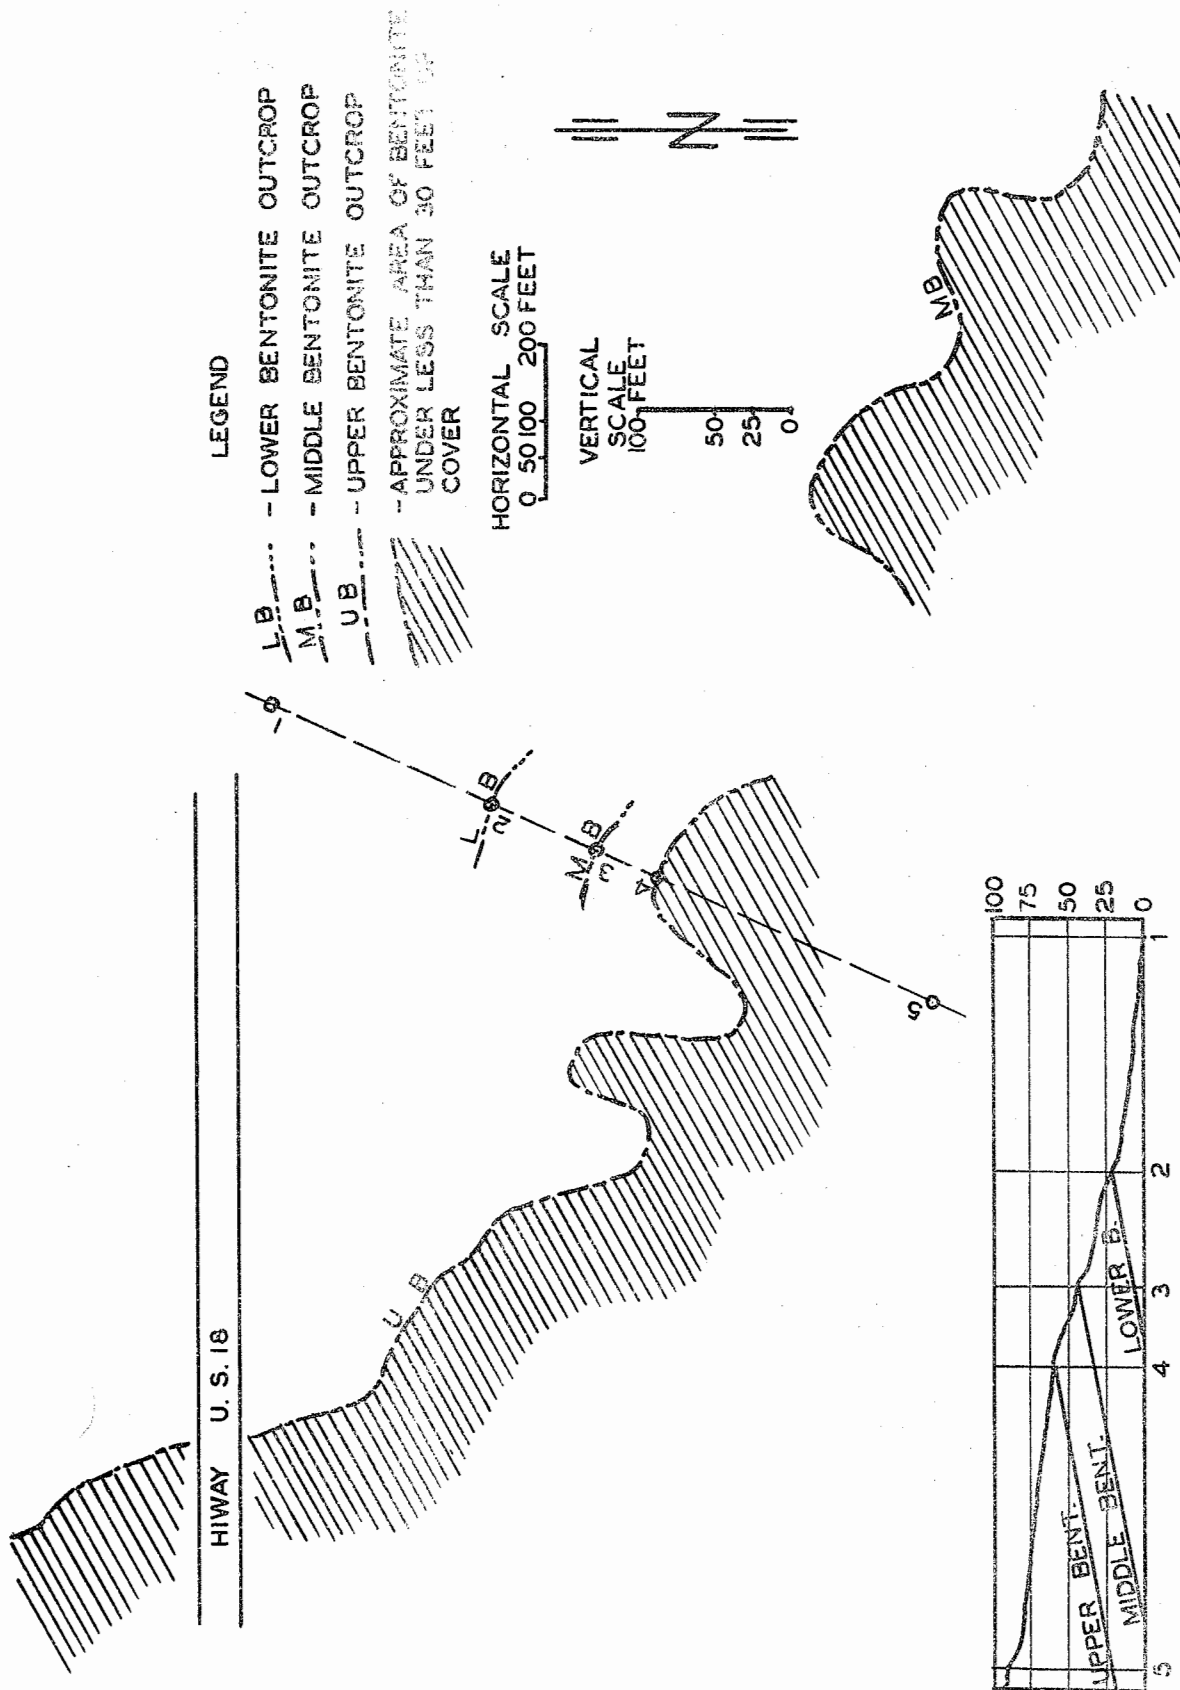 LEGEND
L B - LOWER BENTONITE OUTCROP
M B - MIDDLE BENTONITE OUTCROP
U B - UPPER BENTONITE OUTCROP
- APPROXIMATE AREA OF BENTONITE
UNDER LESS THAN 30 FEET OF
COVER
HORIZONTAL SCALE
0 50 100 200 FEET
VERTICAL
SCALE
100 FEET
50
25
0
N
HIWAY U. S. 18
U B
1
L B
2
M B
3
4
5
MB
100
75
50
25
0
UPPER BENT.
MIDDLE BENT.
LOWER B.
5 4 3 2 1